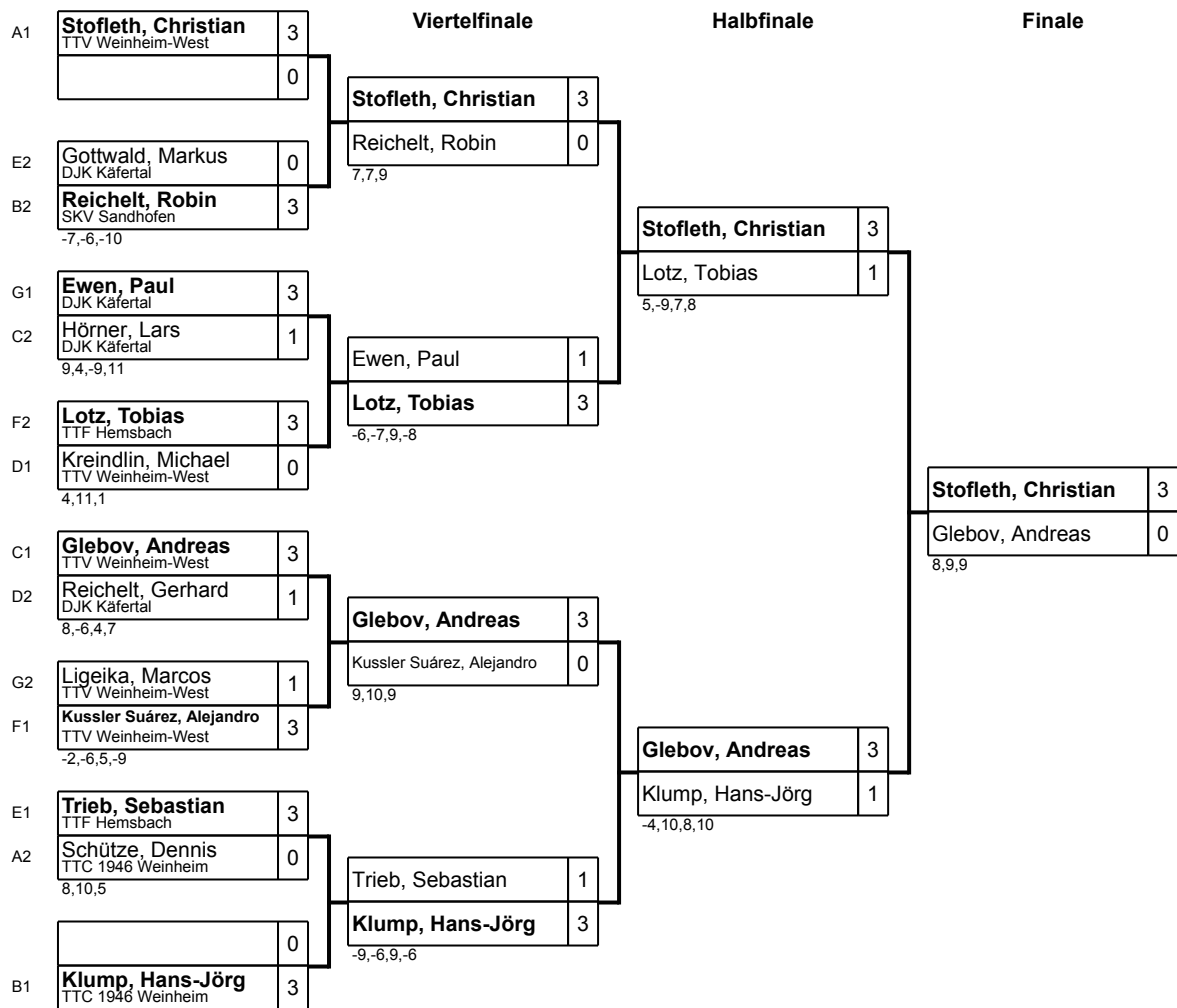 Viertelfinale
Halbfinale
Finale
A1 Stofleth, Christian 3
TTV Weinheim-West
0
E2 Gottwald, Markus 0
DJK Käfertal
B2 Reichelt, Robin 3
SKV Sandhofen
-7,-6,-10
G1 Ewen, Paul 3
DJK Käfertal
C2 Hörner, Lars 1
DJK Käfertal
9,4,-9,11
F2 Lotz, Tobias 3
TTF Hemsbach
D1 Kreindlin, Michael 0
TTV Weinheim-West
4,11,1
C1 Glebov, Andreas 3
TTV Weinheim-West
D2 Reichelt, Gerhard 1
DJK Käfertal
8,-6,4,7
G2 Ligeika, Marcos 1
TTV Weinheim-West
F1 Kussler Suárez, Alejandro 3
TTV Weinheim-West
-2,-6,5,-9
E1 Trieb, Sebastian 3
TTF Hemsbach
A2 Schütze, Dennis 0
TTC 1946 Weinheim
8,10,5
0
B1 Klump, Hans-Jörg 3
TTC 1946 Weinheim
Stofleth, Christian 3
Reichelt, Robin 0
7,7,9
Ewen, Paul 1
Lotz, Tobias 3
-6,-7,9,-8
Glebov, Andreas 3
Kussler Suárez, Alejandro 0
9,10,9
Trieb, Sebastian 1
Klump, Hans-Jörg 3
-9,-6,9,-6
Stofleth, Christian 3
Lotz, Tobias 1
5,-9,7,8
Glebov, Andreas 3
Klump, Hans-Jörg 1
-4,10,8,10
Stofleth, Christian 3
Glebov, Andreas 0
8,9,9